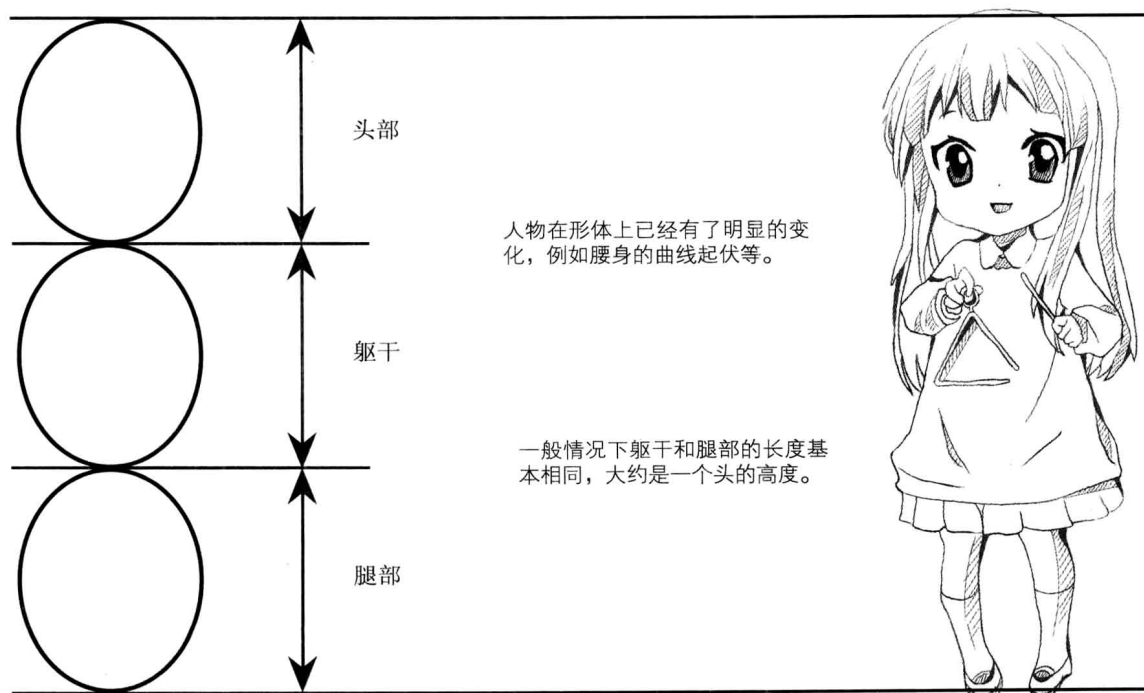 头部
人物在形体上已经有了明显的变
化，例如腰身的曲线起伏等。
躯干
一般情况下躯干和腿部的长度基
本相同，大约是一个头的高度。
腿部